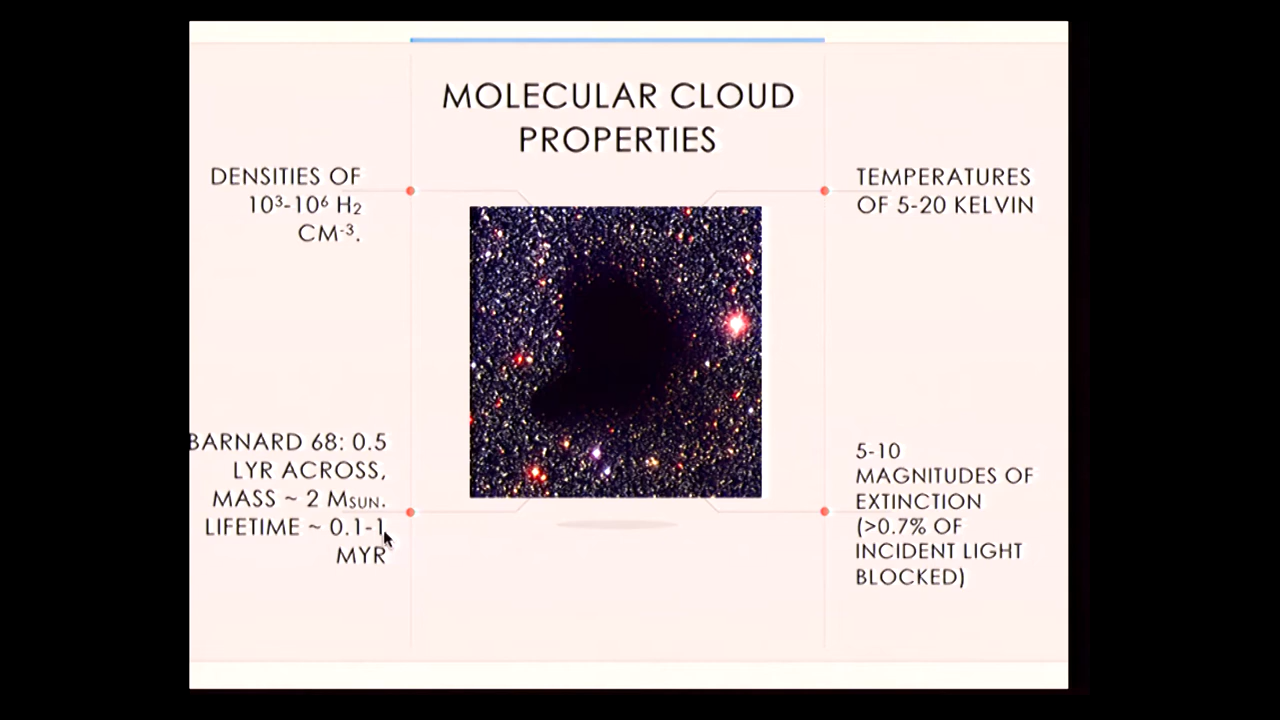 MOLECULAR CLOUD
PROPERTIES
DENSITIES OF
10³-10⁶ H₂
CM⁻³.
TEMPERATURES
OF 5-20 KELVIN
BARNARD 68: 0.5
LYR ACROSS,
MASS ~ 2 MSUN.
LIFETIME ~ 0.1-1
MYR
5-10
MAGNITUDES OF
EXTINCTION
(>0.7% OF
INCIDENT LIGHT
BLOCKED)